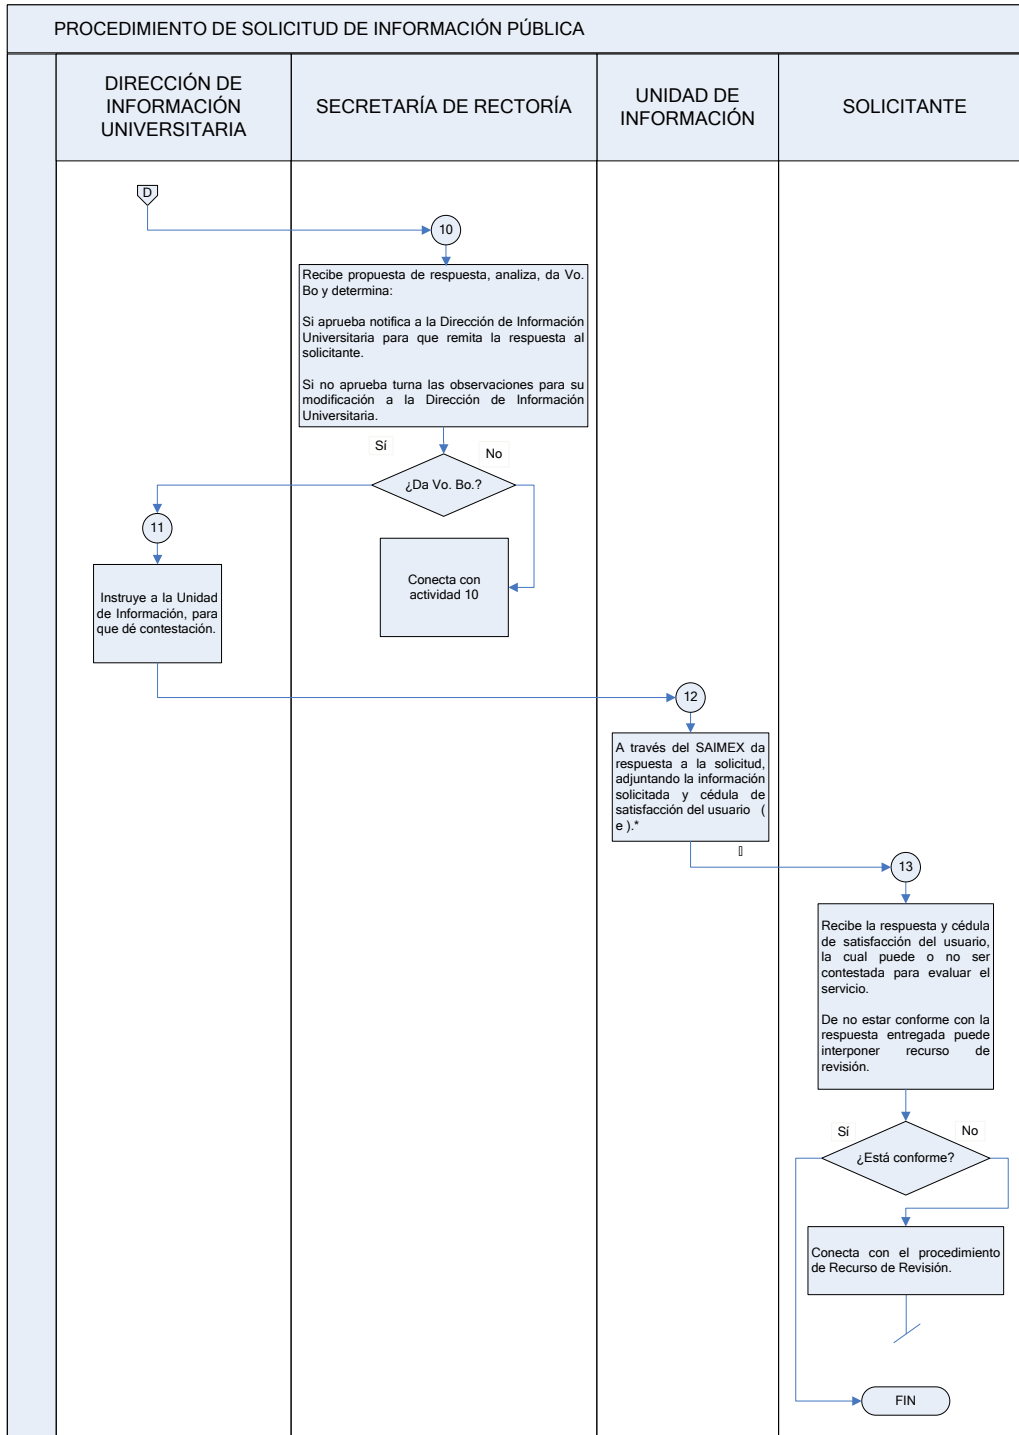 PROCEDIMIENTO DE SOLICITUD DE INFORMACIÓN PÚBLICA
DIRECCIÓN DE
INFORMACIÓN
UNIVERSITARIA
SECRETARÍA DE RECTORÍA
UNIDAD DE
INFORMACIÓN
SOLICITANTE
D
10
Recibe propuesta de respuesta, analiza, da Vo.
Bo y determina:
Si aprueba notifica a la Dirección de Información
Universitaria para que remita la respuesta al
solicitante.
Si no aprueba turna las observaciones para su
modificación a la Dirección de Información
Universitaria.
Sí
No
¿Da Vo. Bo.?
11
Instruye a la Unidad
de Información, para
que dé contestación.
Conecta con
actividad 10
12
A través del SAIMEX da
respuesta a la solicitud,
adjuntando la información
solicitada y cédula de
satisfacción del usuario (
e ).*
13
Recibe la respuesta y cédula
de satisfacción del usuario,
la cual puede o no ser
contestada para evaluar el
servicio.
De no estar conforme con la
respuesta entregada puede
interponer recurso de
revisión.
Sí
No
¿Está conforme?
Conecta con el procedimiento
de Recurso de Revisión.
FIN